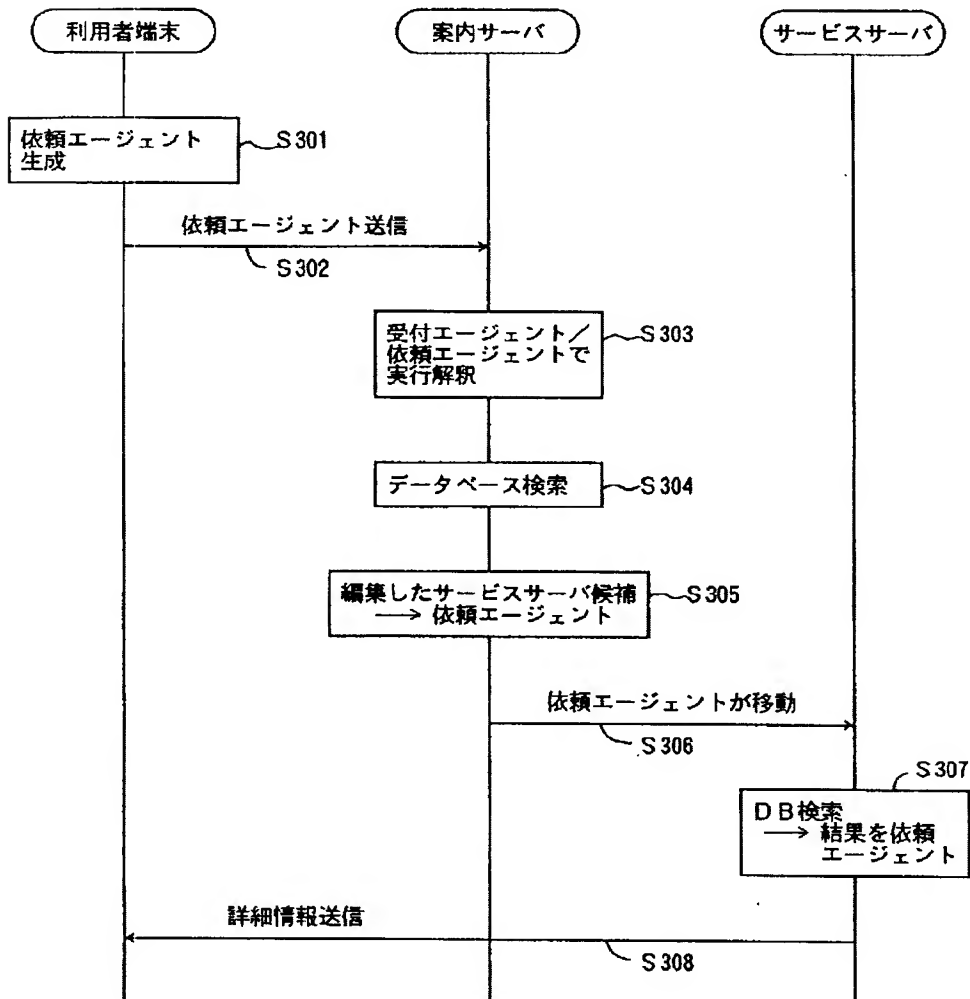 利用者端末
案内サーバ
サービスサーバ
依頼エージェント
生成
S301
依頼エージェント送信
S302
受付エージェント／
依頼エージェントで
実行解釈
S303
データベース検索
S304
編集したサービスサーバ候補
→ 依頼エージェント
S305
依頼エージェントが移動
S306
S307
DB検索
→ 結果を依頼
エージェント
詳細情報送信
S308